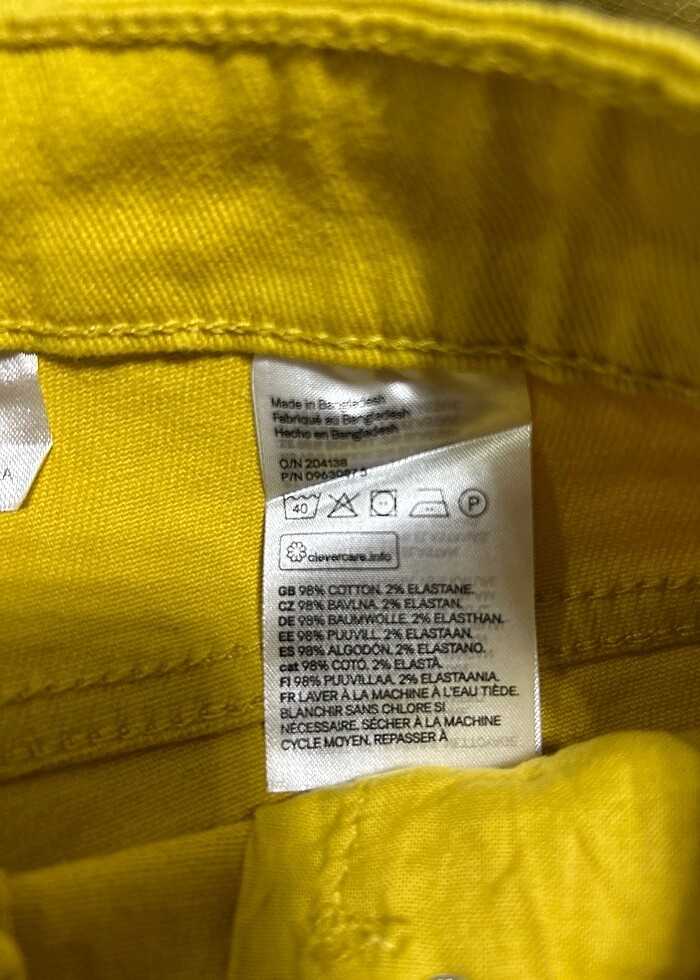 Made in Bangladesh
Fabriqué au Bangladesh
Hecho en Bangladesh
O/N 204138
P/N
40
P
clevercare.info
GB 98% COTTON. 2% ELASTANE.
CZ 98% BAVLNA. 2% ELASTAN.
DE 98% BAUMWOLLE. 2% ELASTHAN.
EE 98% PUUVILL. 2% ELASTAAN.
ES 98% ALGODÓN. 2% ELASTANO.
cat 98% COTÓ. 2% ELASTÀ.
FI 98% PUUVILLAA. 2% ELASTAANIA.
FR LAVER À LA MACHINE À L'EAU TIÈDE.
BLANCHIR SANS CHLORE SI
NÉCESSAIRE. SÉCHER À LA MACHINE
CYCLE MOYEN. REPASSER À
A